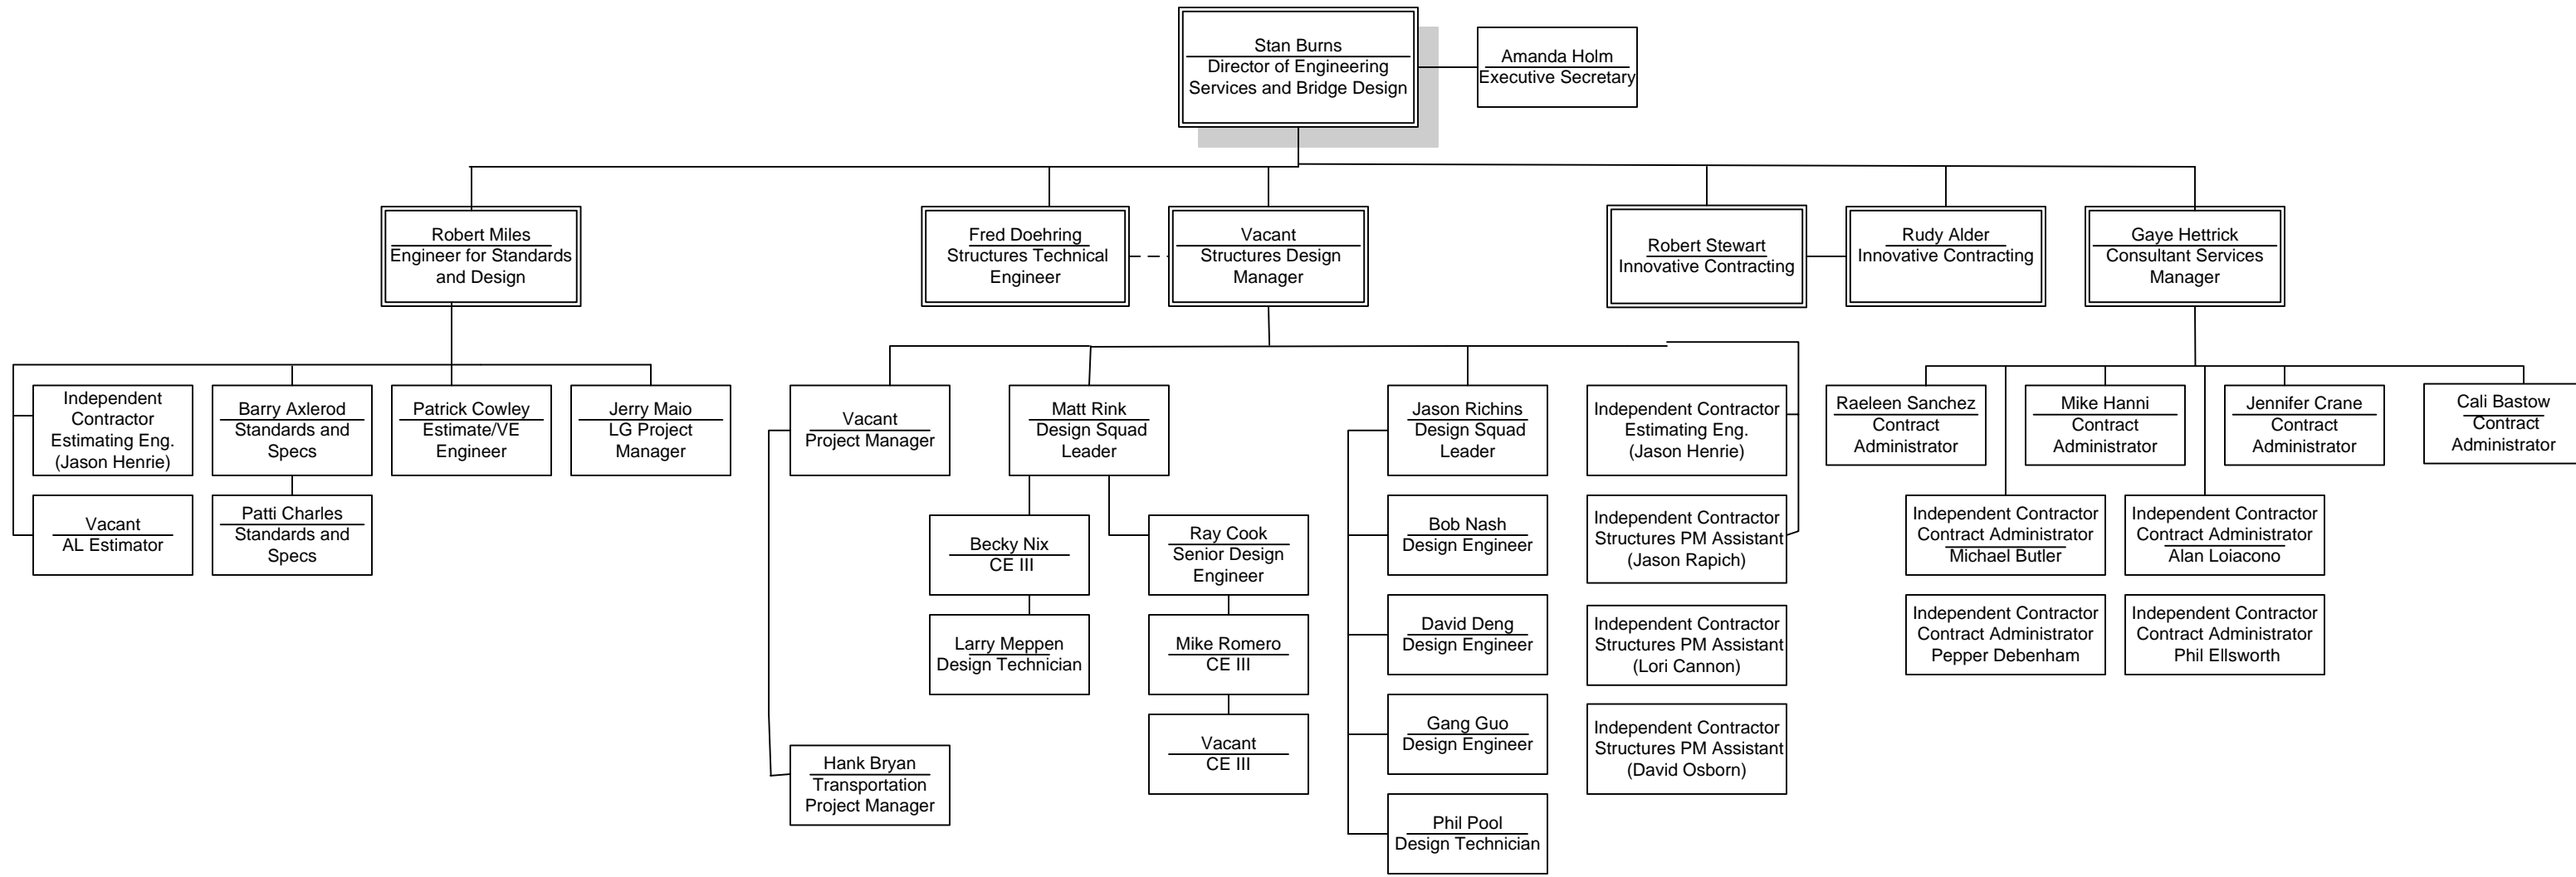 Stan Burns
Director of Engineering
Services and Bridge Design
Amanda Holm
Executive Secretary
Robert Miles
Engineer for Standards
and Design
Fred Doehring
Structures Technical
Engineer
Vacant
Structures Design
Manager
Robert Stewart
Innovative Contracting
Rudy Alder
Innovative Contracting
Gaye Hettrick
Consultant Services
Manager
Independent
Contractor
Estimating Eng.
(Jason Henrie)
Barry Axlerod
Standards and
Specs
Patrick Cowley
Estimate/VE
Engineer
Jerry Maio
LG Project
Manager
Vacant
AL Estimator
Patti Charles
Standards and
Specs
Vacant
Project Manager
Matt Rink
Design Squad
Leader
Jason Richins
Design Squad
Leader
Independent Contractor
Estimating Eng.
(Jason Henrie)
Becky Nix
CE III
Ray Cook
Senior Design
Engineer
Bob Nash
Design Engineer
Independent Contractor
Structures PM Assistant
(Jason Rapich)
Larry Meppen
Design Technician
Mike Romero
CE III
David Deng
Design Engineer
Independent Contractor
Structures PM Assistant
(Lori Cannon)
Vacant
CE III
Gang Guo
Design Engineer
Independent Contractor
Structures PM Assistant
(David Osborn)
Hank Bryan
Transportation
Project Manager
Phil Pool
Design Technician
Raeleen Sanchez
Contract
Administrator
Mike Hanni
Contract
Administrator
Jennifer Crane
Contract
Administrator
Cali Bastow
Contract
Administrator
Independent Contractor
Contract Administrator
Michael Butler
Independent Contractor
Contract Administrator
Alan Loiacono
Independent Contractor
Contract Administrator
Pepper Debenham
Independent Contractor
Contract Administrator
Phil Ellsworth